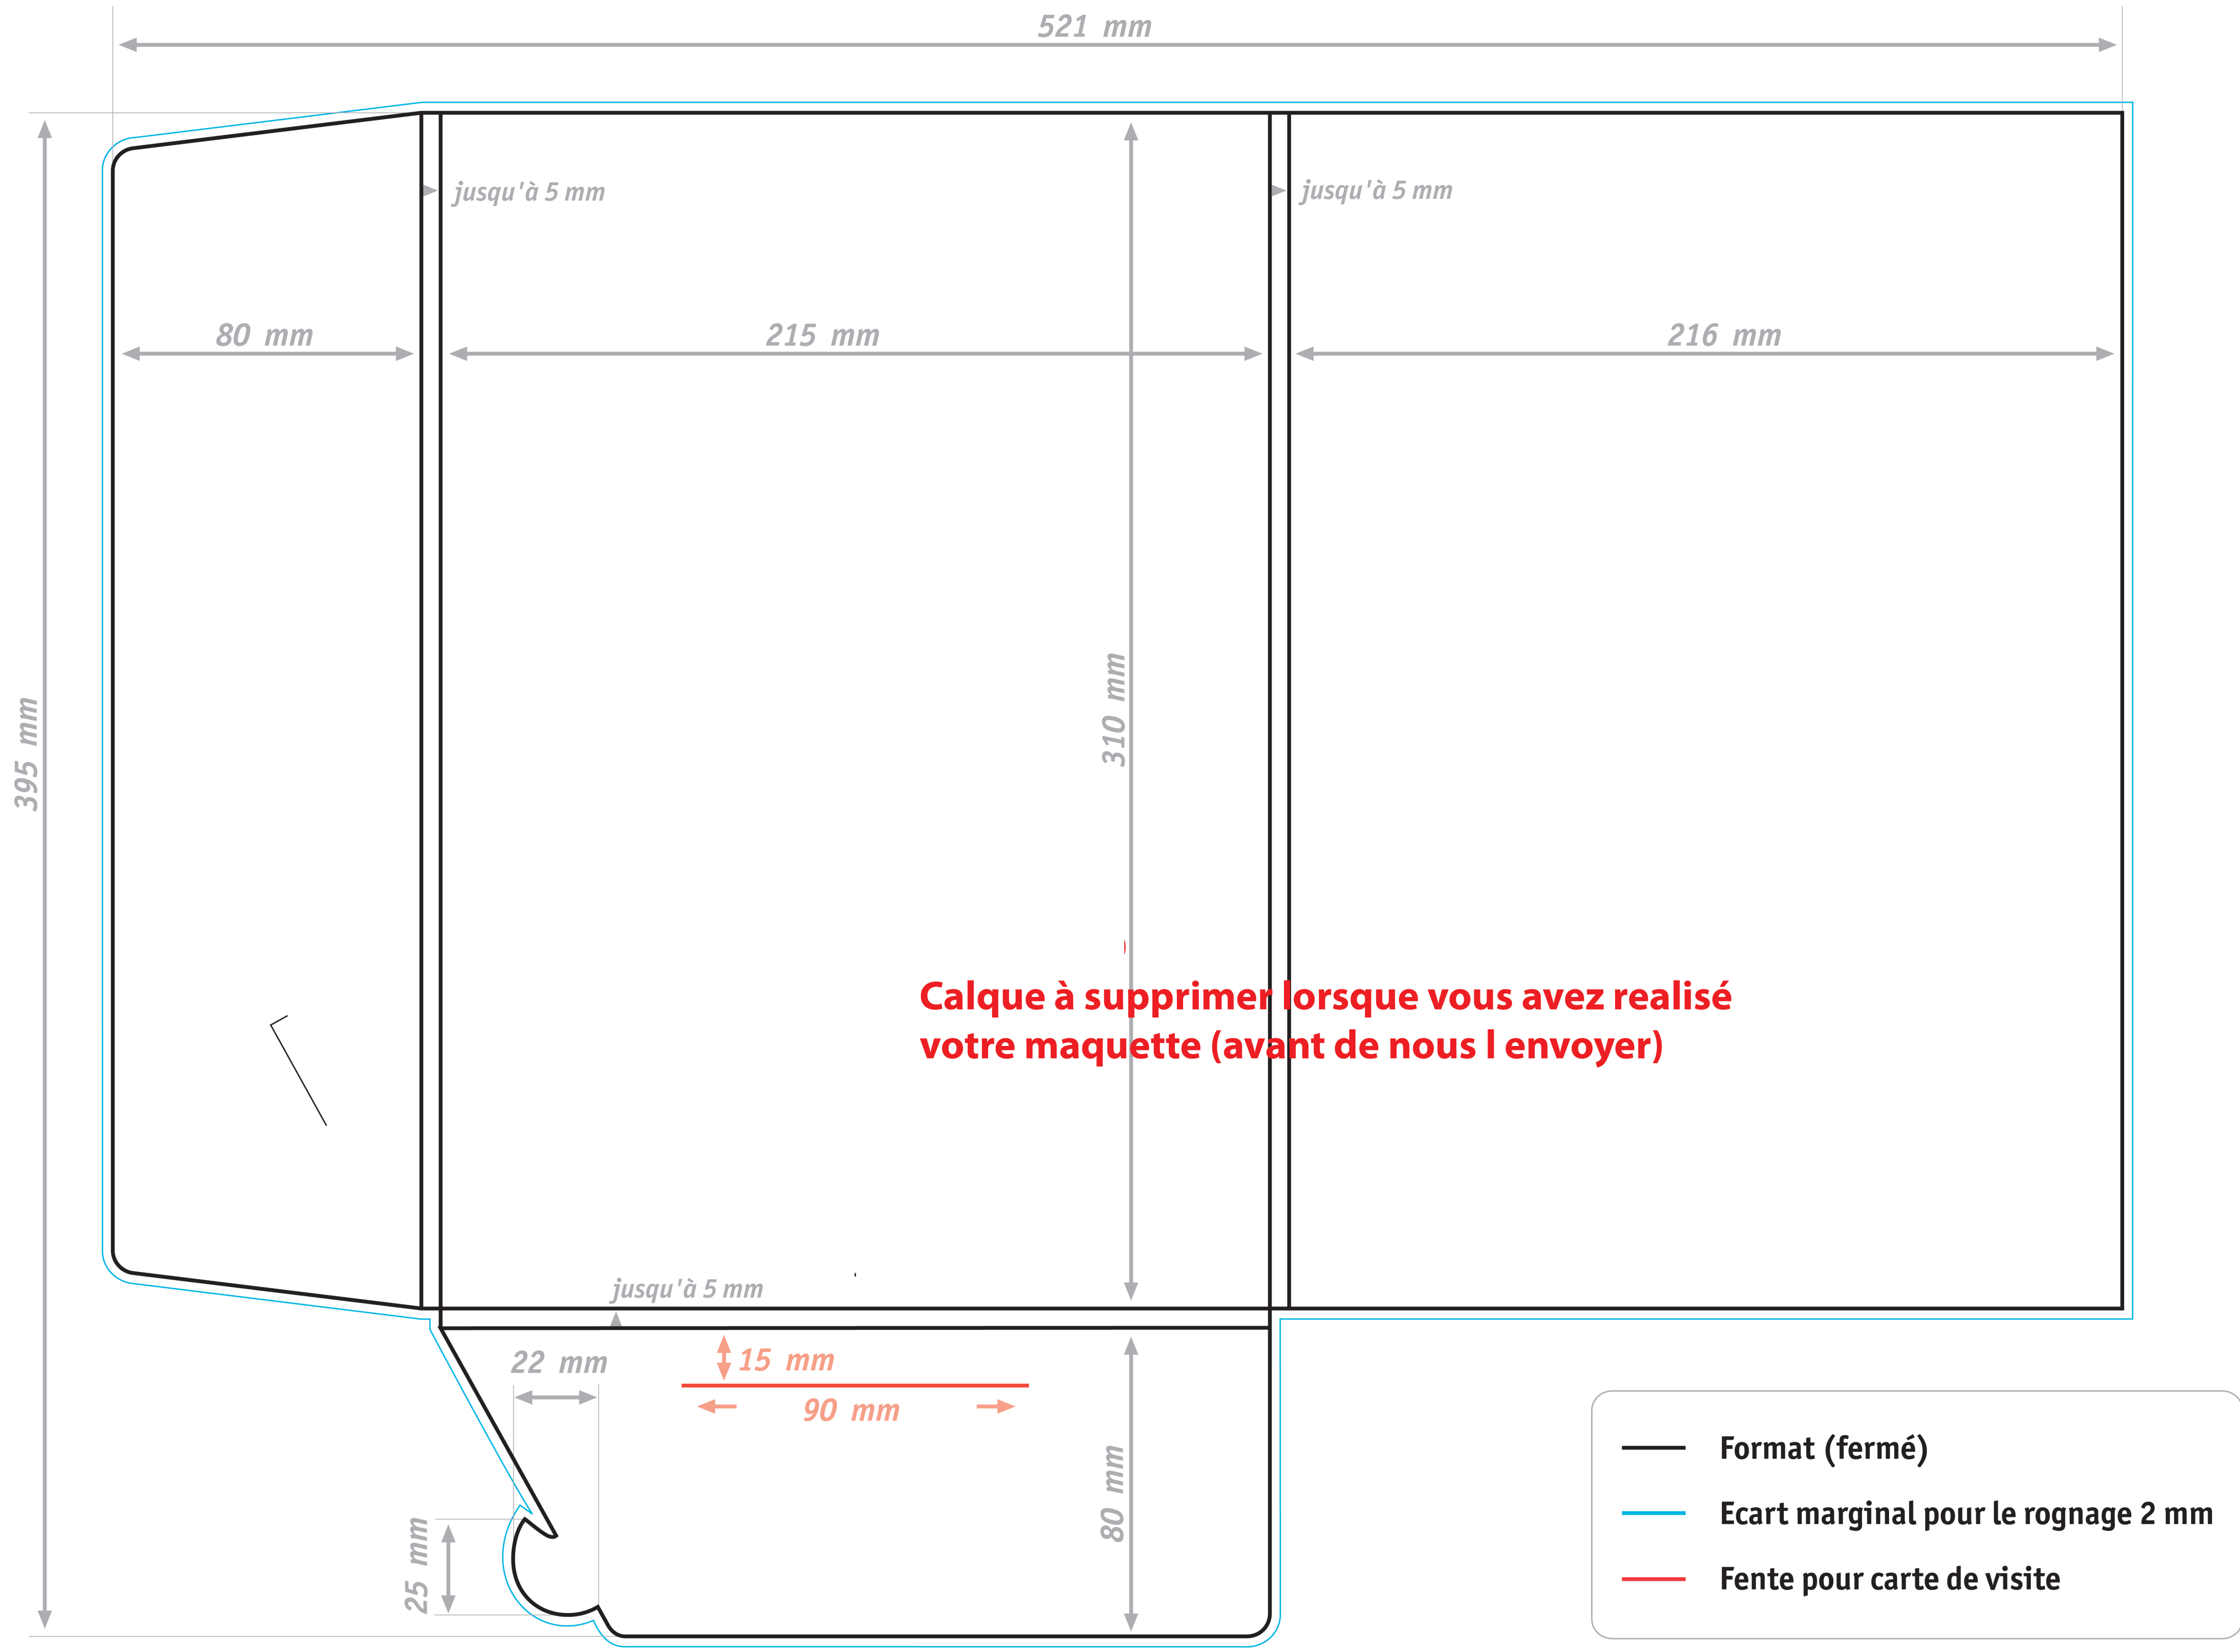 521 mm
jusqu'à 5 mm
jusqu'à 5 mm
80 mm
215 mm
216 mm
310 mm
395 mm
Calque à supprimer lorsque vous avez realisé
votre maquette (avant de nous l envoyer)
jusqu'à 5 mm
22 mm
15 mm
90 mm
80 mm
25 mm
Format (fermé)
Ecart marginal pour le rognage 2 mm
Fente pour carte de visite